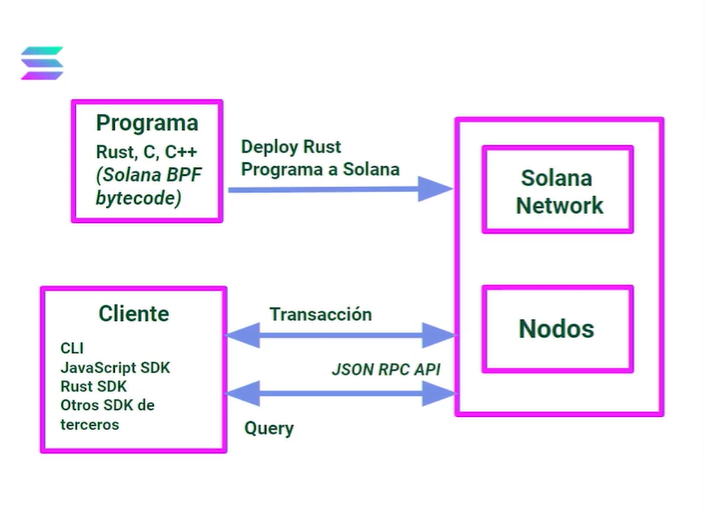 Programa
Rust, C, C++
(Solana BPF
bytecode)
Deploy Rust
Programa a Solana
Solana
Network
Nodos
Cliente
CLI
JavaScript SDK
Rust SDK
Otros SDK de
terceros
Transacción
JSON RPC API
Query